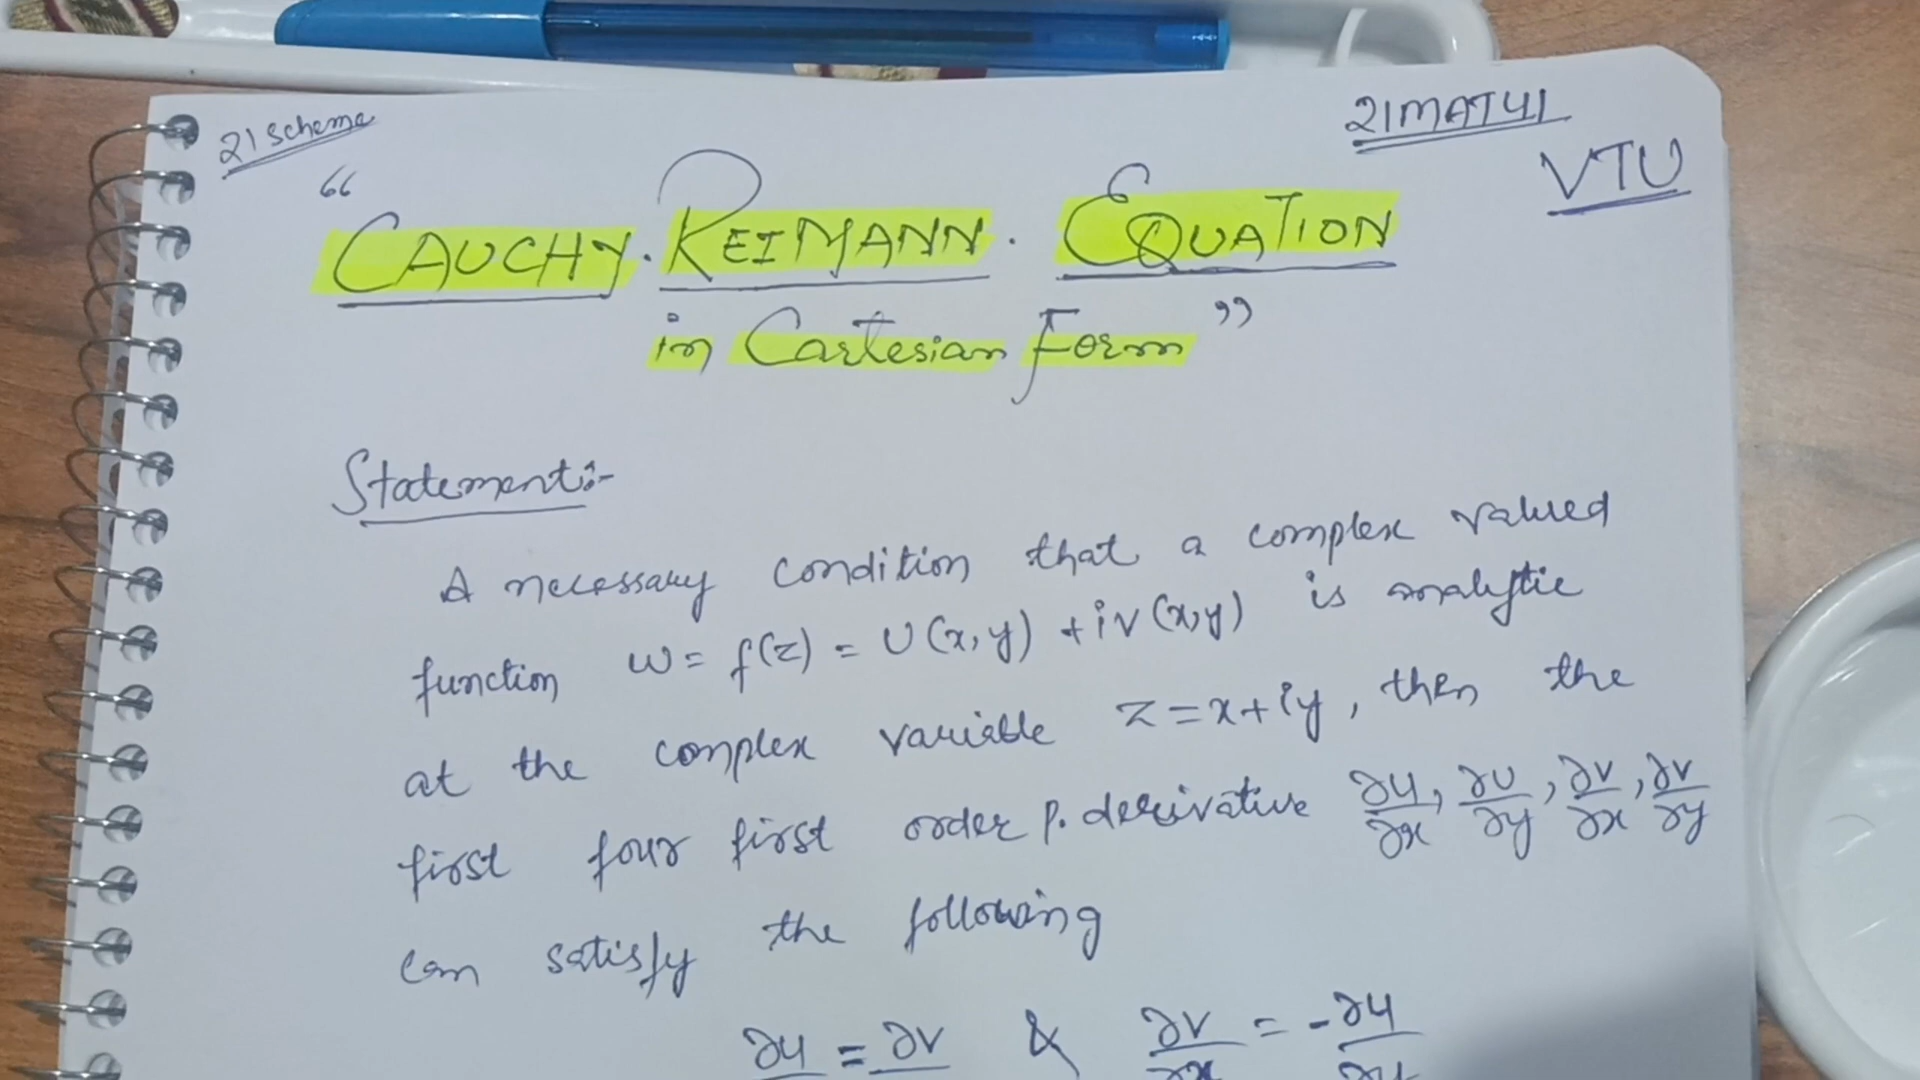 21 Scheme
21MAT41
VTU
“CAUCHY. REIMANN. EQUATION
in Cartesian Form”
Statement:-
A necessary condition that a complex valued
function w = f(z) = U(x,y) + iv(x,y) is analytic
at the complex variable z = x + iy, then the
first four first order p. derivative ∂u/∂x, ∂u/∂y, ∂v/∂x, ∂v/∂y
can satisfy the following
∂u = ∂v & ∂v/∂x = -∂u/∂y